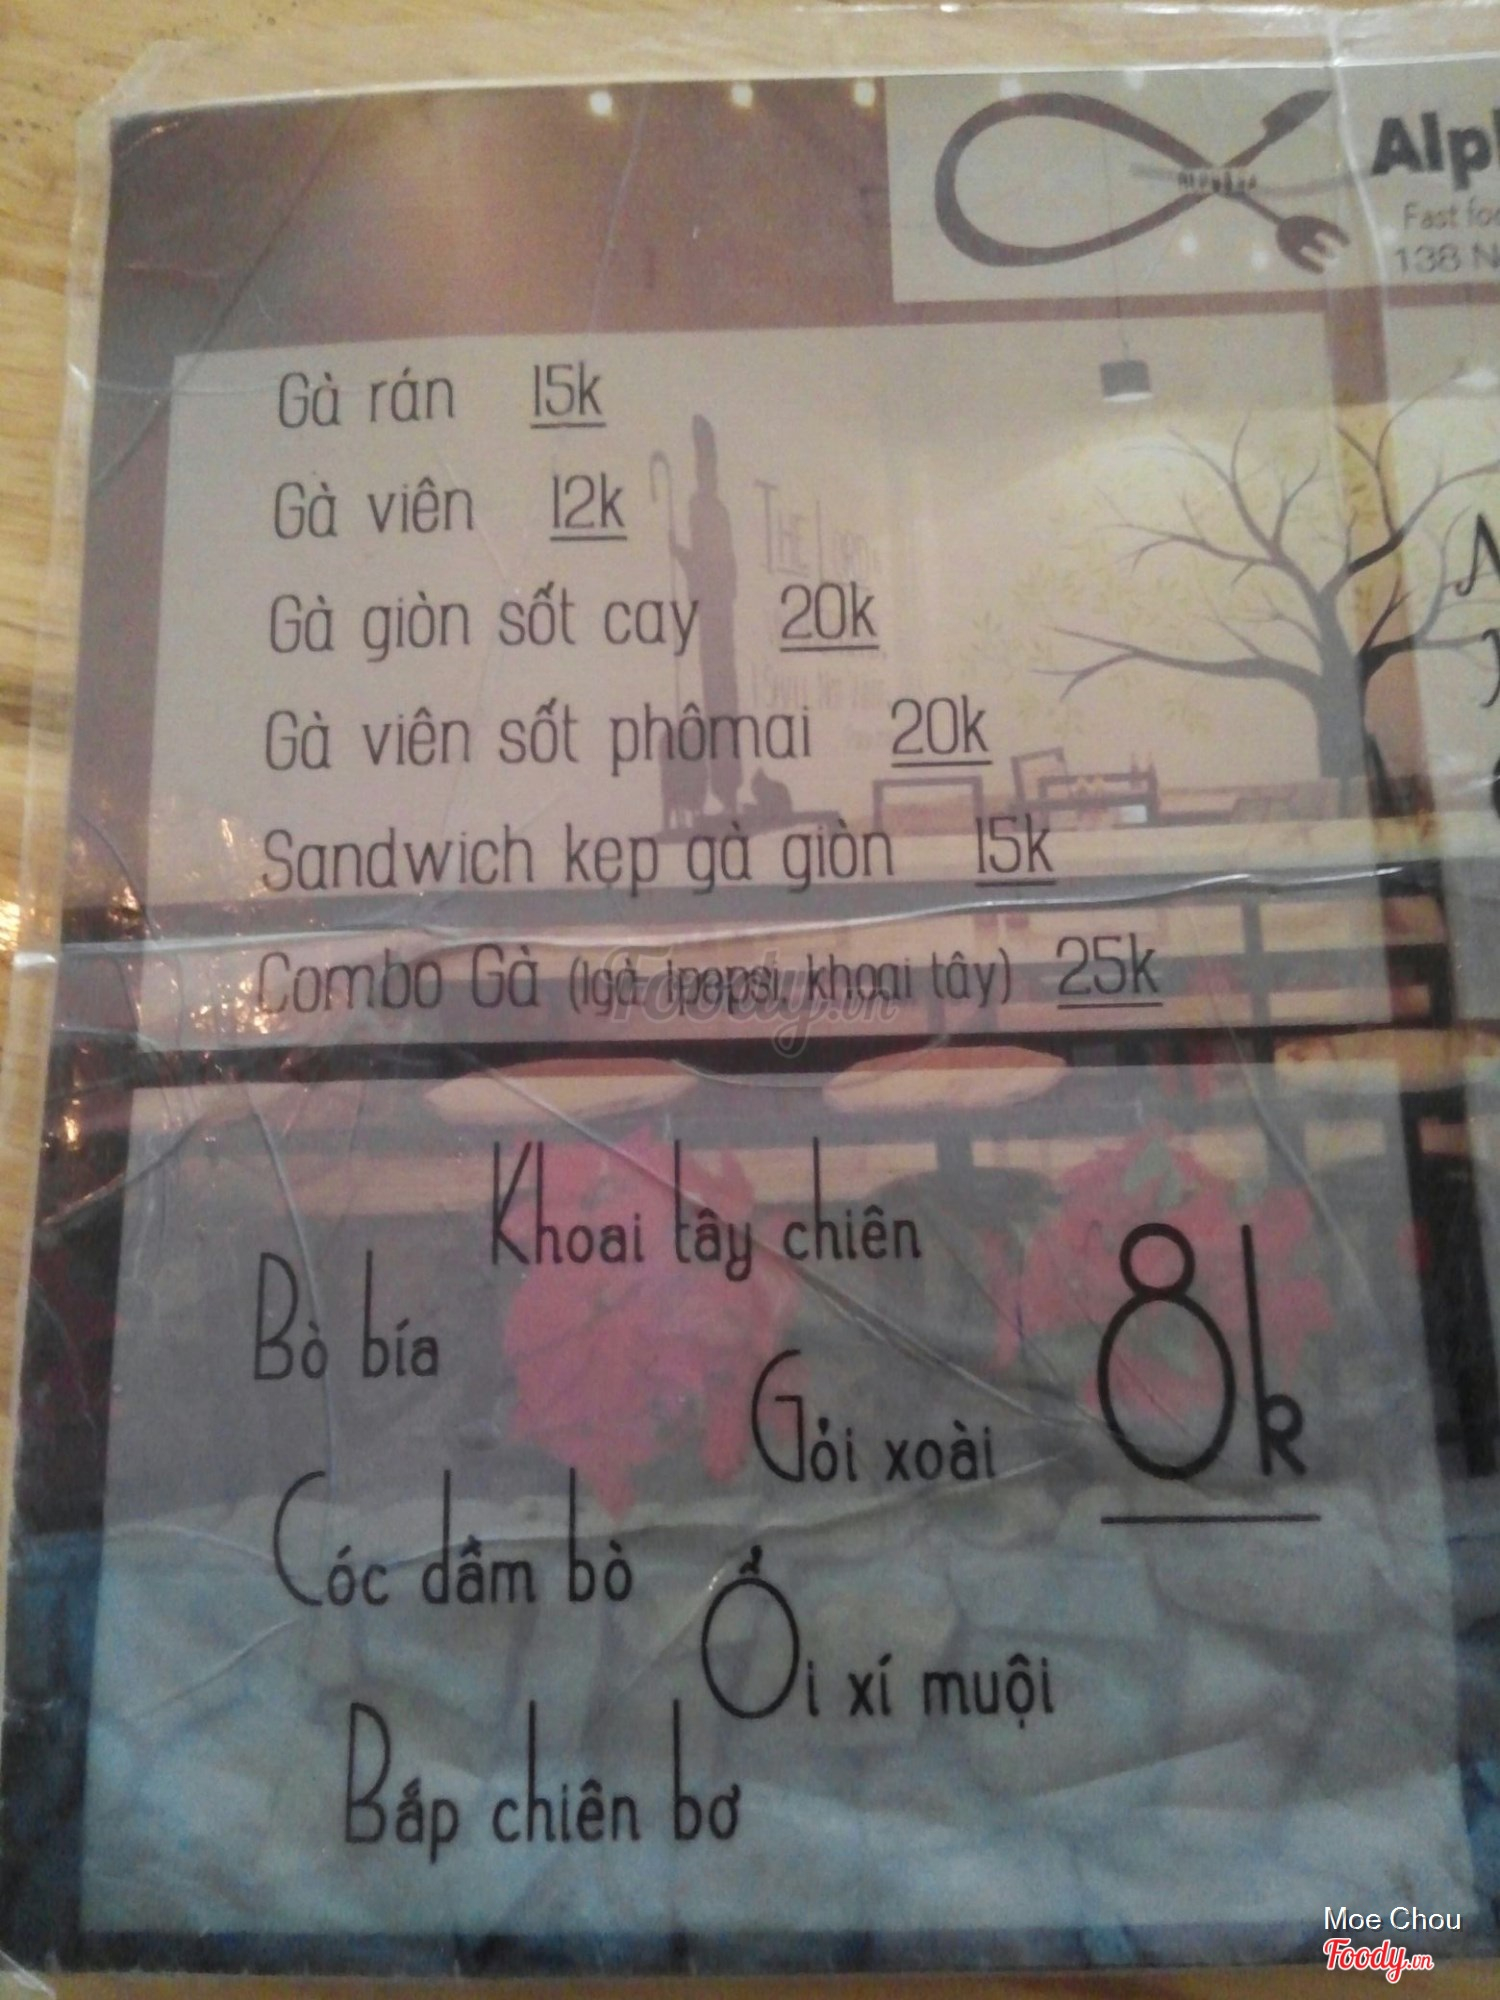 Fast
138
Gà rán 15k
Gà viên 12k
Gà giòn sốt cay 20k
Gà viên sốt phômai 20k
Sandwich kẹp gà giòn 15k
Combo Gà (1gà, 1pepsi, khoai tây) 25k
Foody.vn
Khoai tây chiên
Bò bía
8k
Gỏi xoài
Cóc dầm bò
Ổi xí muội
Bắp chiên bơ
Moe Chou
Foody.vn